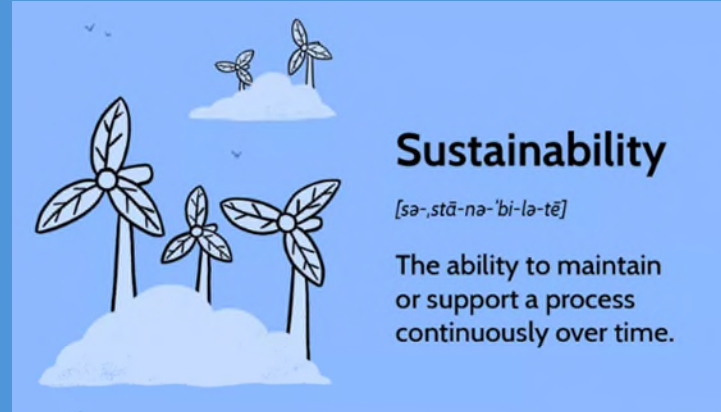 Sustainability
[sə-ˌstā-nə-ˈbi-lə-tē]
The ability to maintain
or support a process
continuously over time.